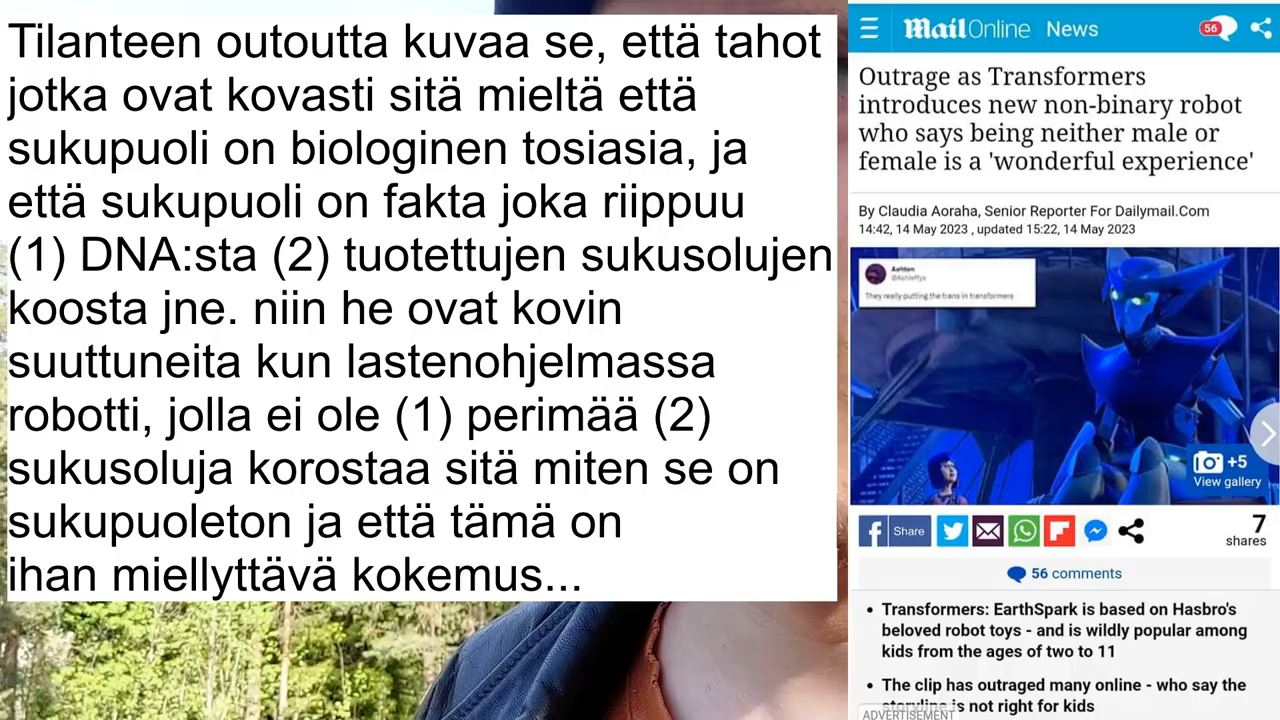 Tilanteen outoutta kuvaa se, että tahot
jotka ovat kovasti sitä mieltä että
sukupuoli on biologinen tosiasia, ja
että sukupuoli on fakta joka riippuu
(1) DNA:sta (2) tuotettujen sukusolujen
koosta jne. niin he ovat kovin
suuttuneita kun lastenohjelmassa
robotti, jolla ei ole (1) perimää (2)
sukusoluja korostaa sitä miten se on
sukupuoleton ja että tämä on
ihan miellyttävä kokemus...
Mail Online News 56
Outrage as Transformers
introduces new non-binary robot
who says being neither male or
female is a 'wonderful experience'
By Claudia Aoraha, Senior Reporter For Dailymail.Com
14:42, 14 May 2023 , updated 15:22, 14 May 2023
Ashton
They really putting the trans in transformers
+5
View gallery
Share
7
shares
56 comments
• Transformers: EarthSpark is based on Hasbro's
beloved robot toys - and is wildly popular among
kids from the ages of two to 11
• The clip has outraged many online - who say the
storyline is not right for kids
ADVERTISEMENT